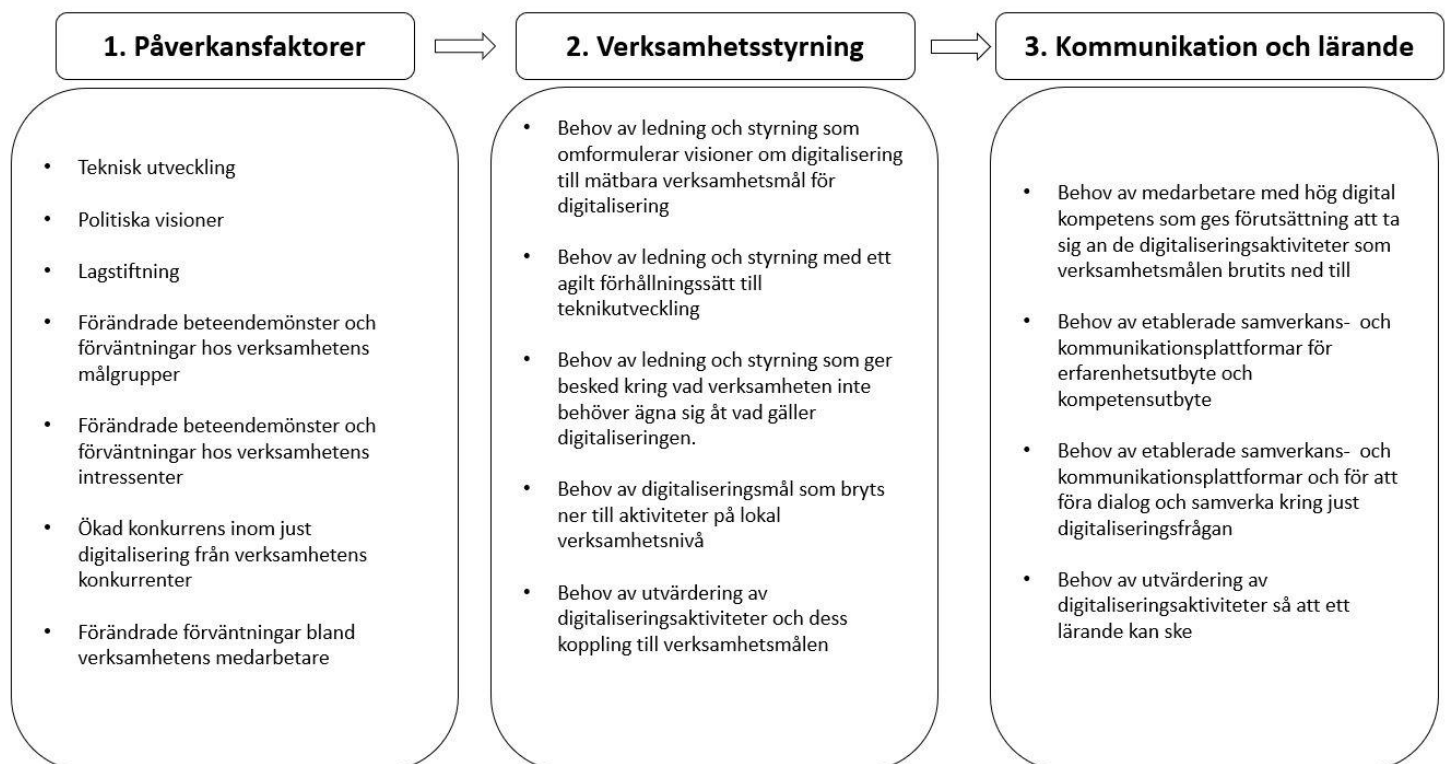 1. Påverkansfaktorer
• Teknisk utveckling
• Politiska visioner
• Lagstiftning
• Förändrade beteendemönster och
förväntningar hos verksamhetens
målgrupper
• Förändrade beteendemönster och
förväntningar hos verksamhetens
intressenter
• Ökad konkurrens inom just
digitalisering från verksamhetens
konkurrenter
• Förändrade förväntningar bland
verksamhetens medarbetare
2. Verksamhetsstyrning
• Behov av ledning och styrning som
omformulerar visioner om digitalisering
till mätbara verksamhetsmål för
digitalisering
• Behov av ledning och styrning med ett
agilt förhållningssätt till
teknikutveckling
• Behov av ledning och styrning som ger
besked kring vad verksamheten inte
behöver ägna sig åt vad gäller
digitaliseringen.
• Behov av digitaliseringsmål som bryts
ner till aktiviteter på lokal
verksamhetsnivå
• Behov av utvärdering av
digitaliseringsaktiviteter och dess
koppling till verksamhetsmålen
3. Kommunikation och lärande
• Behov av medarbetare med hög digital
kompetens som ges förutsättning att ta
sig an de digitaliseringsaktiviteter som
verksamhetsmålen brutits ned till
• Behov av etablerade samverkans- och
kommunikationsplattformar för
erfarenhetsutbyte och
kompetensutbyte
• Behov av etablerade samverkans- och
kommunikationsplattformar och för att
föra dialog och samverka kring just
digitaliseringsfrågan
• Behov av utvärdering av
digitaliseringsaktiviteter så att ett
lärande kan ske